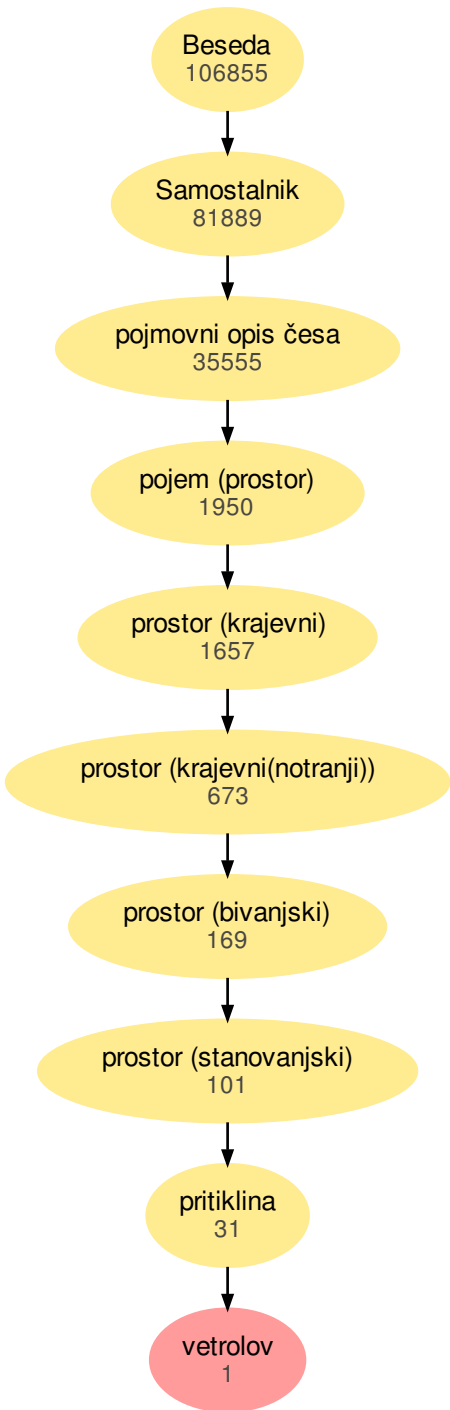 Beseda
106855
Samostalnik
81889
pojmovni opis česa
35555
pojem (prostor)
1950
prostor (krajevni)
1657
prostor (krajevni(notranji))
673
prostor (bivanjski)
169
prostor (stanovanjski)
101
pritiklina
31
vetrolov
1